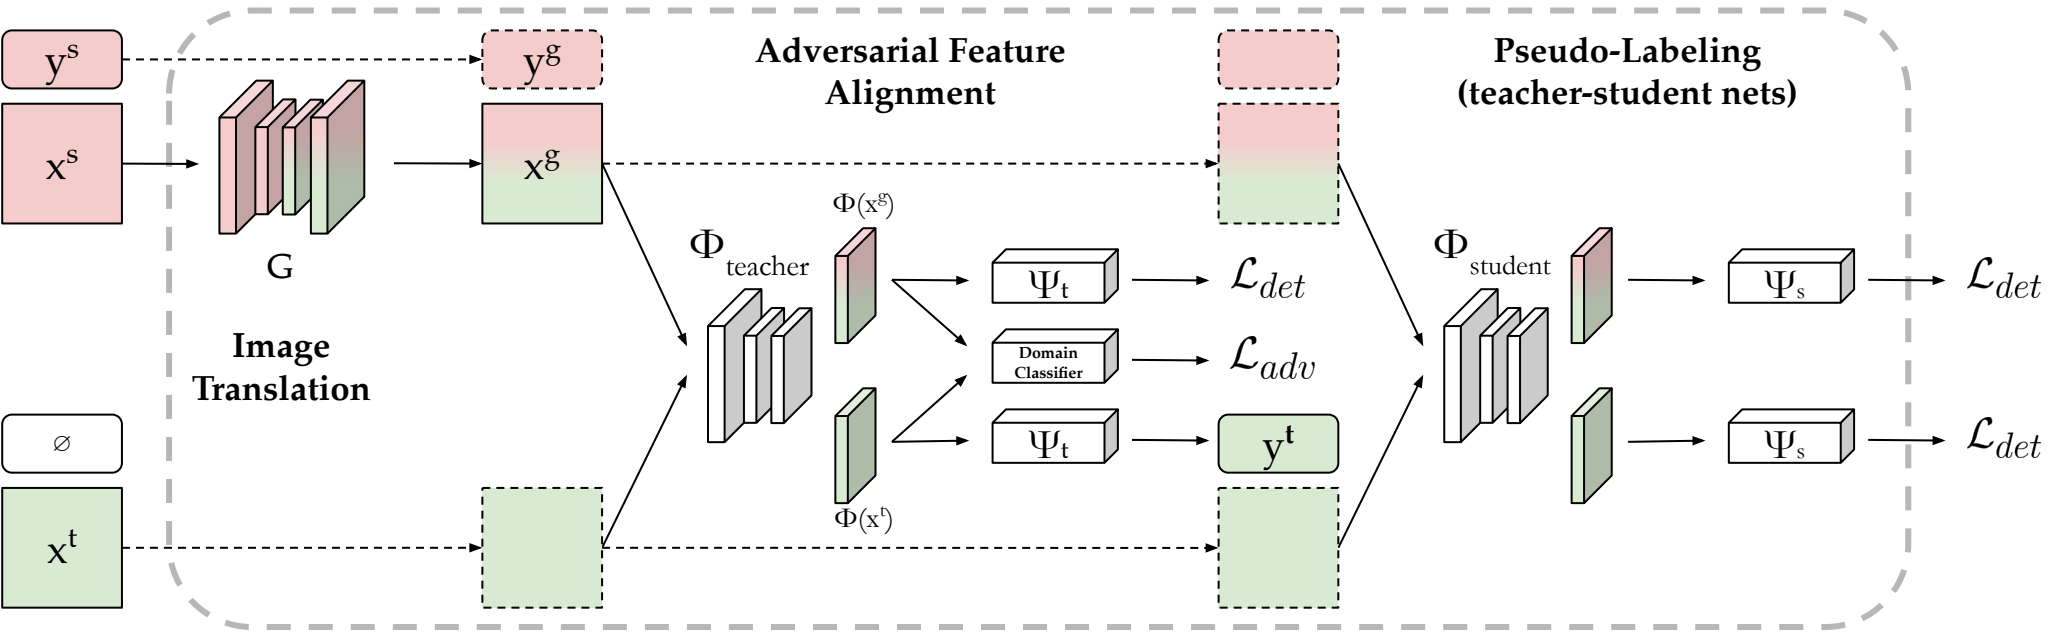 y^s
y^g
Adversarial Feature
Alignment
Pseudo-Labeling
(teacher-student nets)
x^s
x^g
G
Φ(x^g)
Φ_teacher
Ψ_t
ℒ_det
Φ_student
Ψ_s
ℒ_det
Image
Translation
Domain
Classifier
ℒ_adv
∅
Ψ_t
y^t
Ψ_s
ℒ_det
Φ(x^t)
x^t